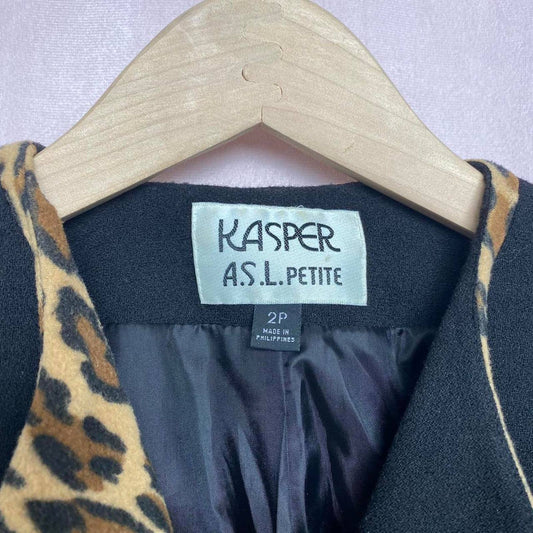 KASPER
A.S.L. PETITE
2P
MADE IN
PHILIPPINES